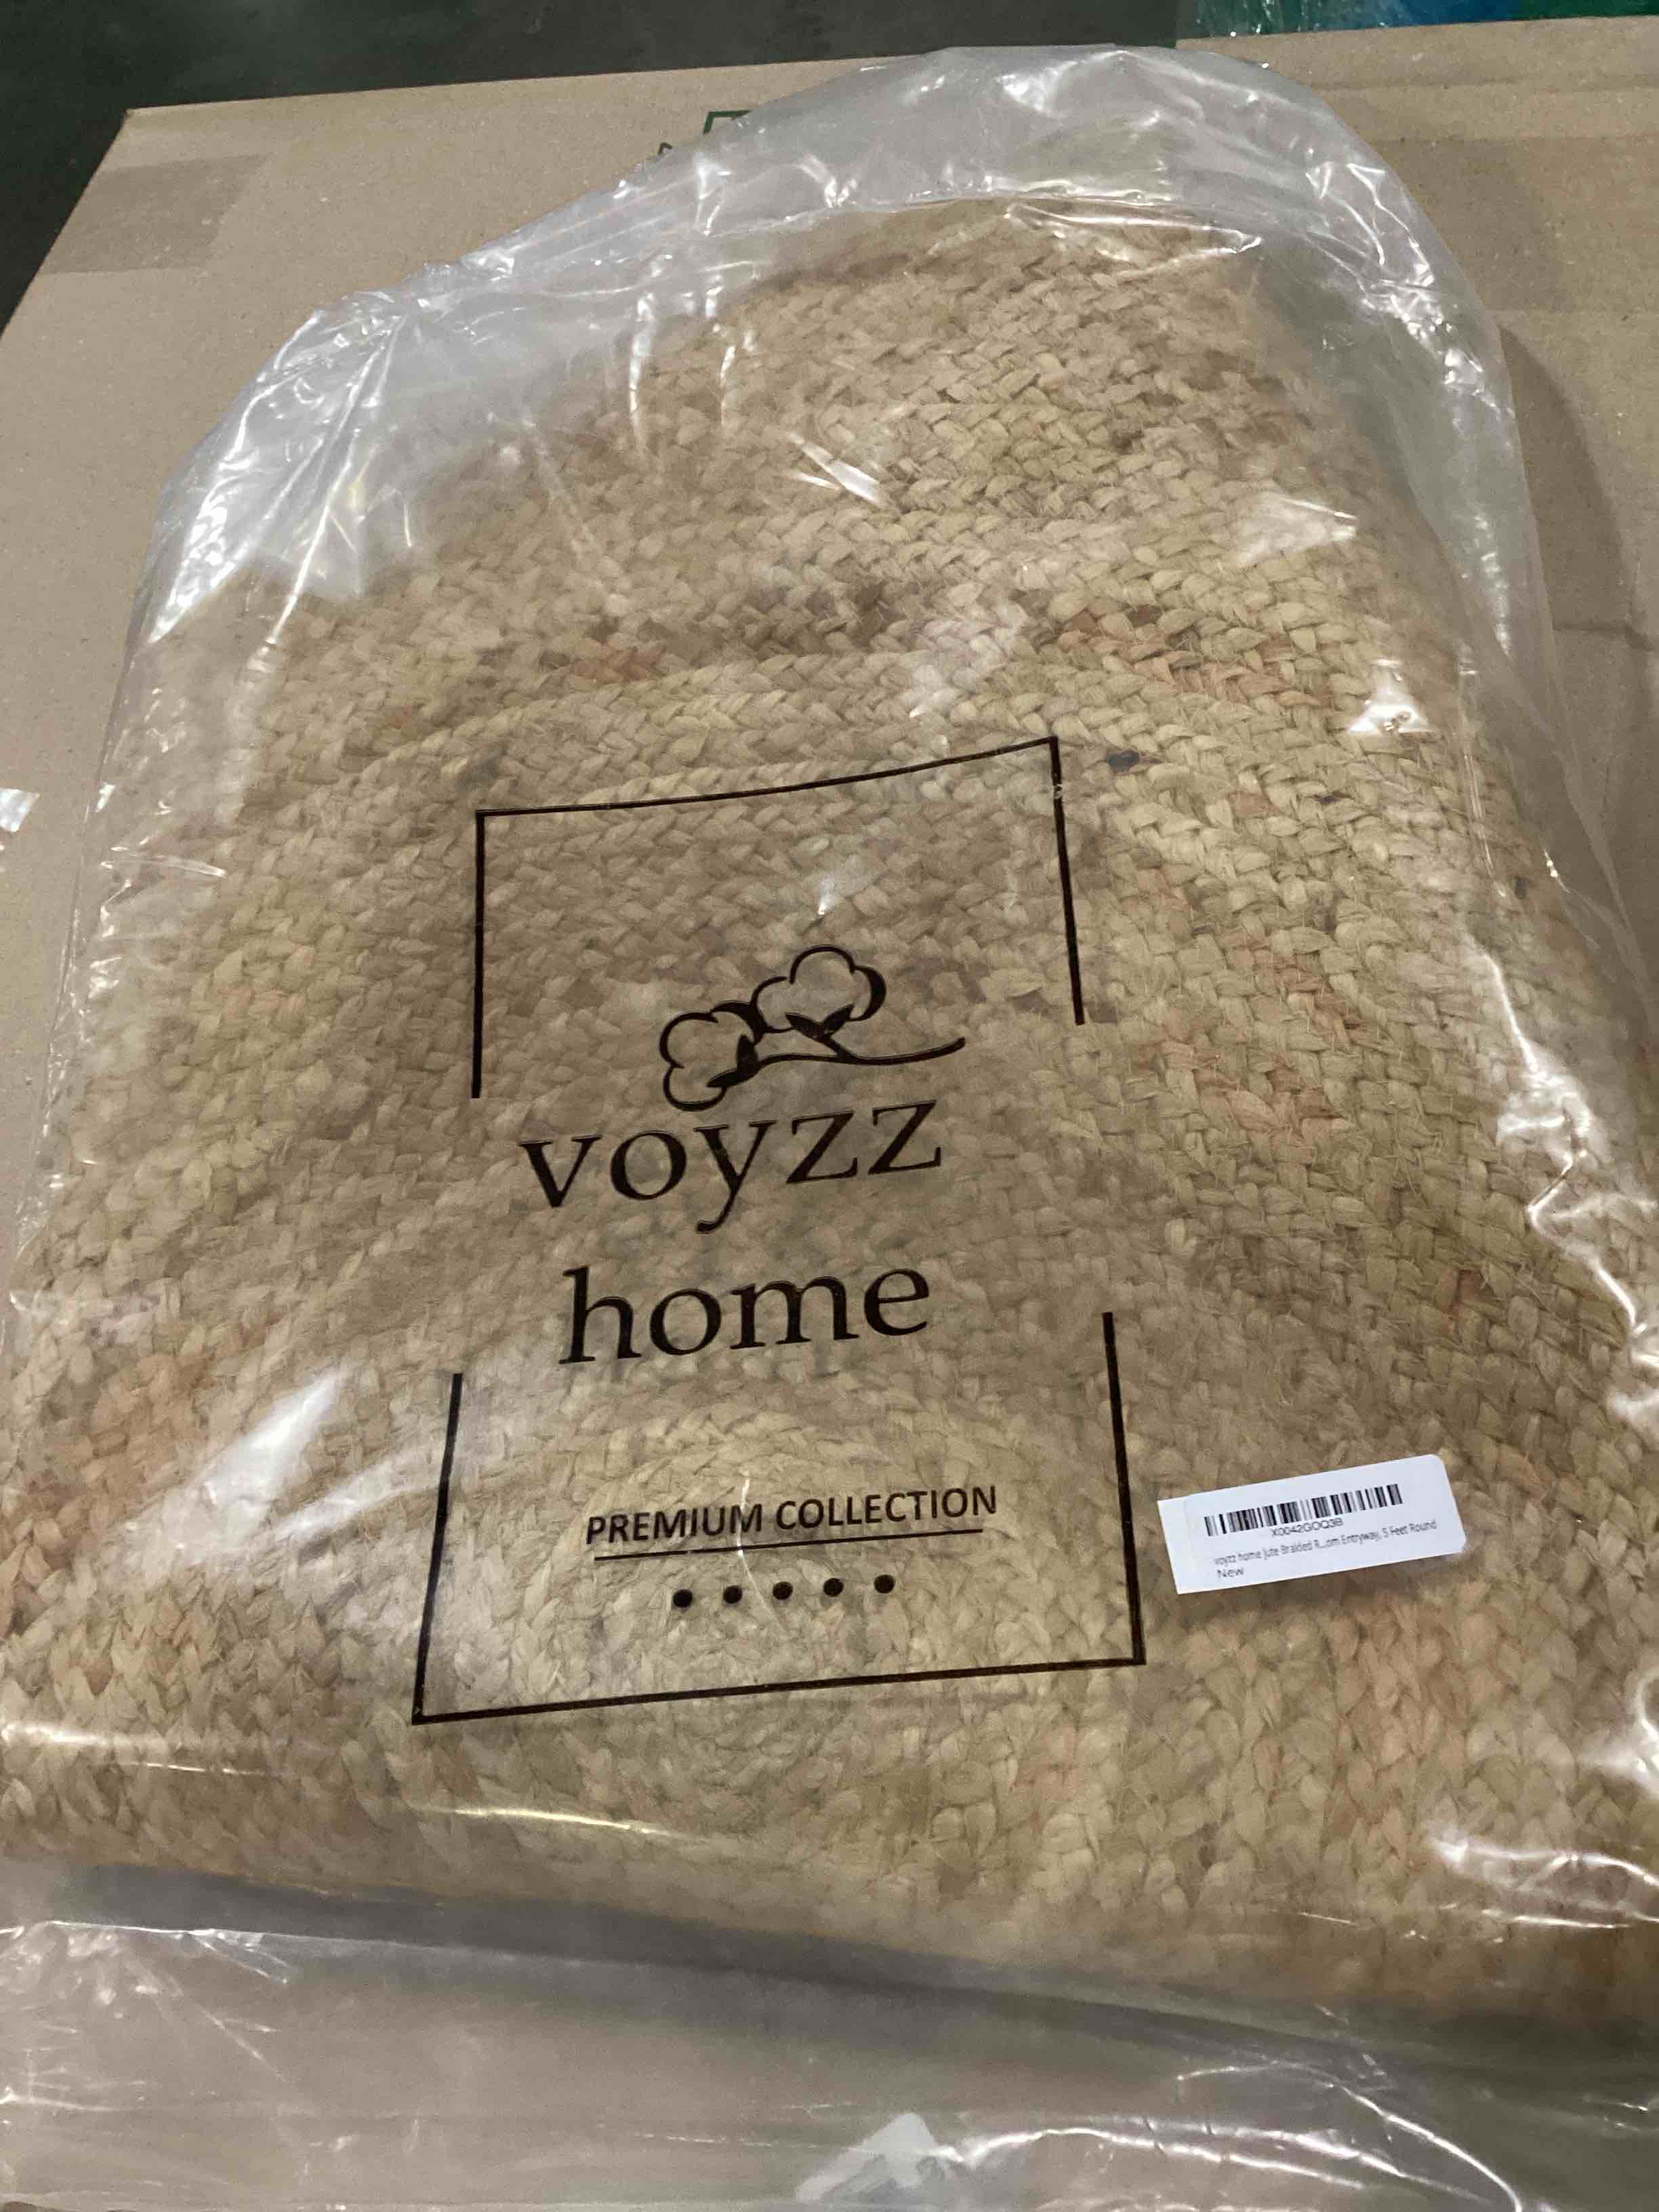 voyzz
home
PREMIUM COLLECTION
X0042GOQ3B
voyzz home Jute Braided R...om Entryway, 5 Feet Round
New